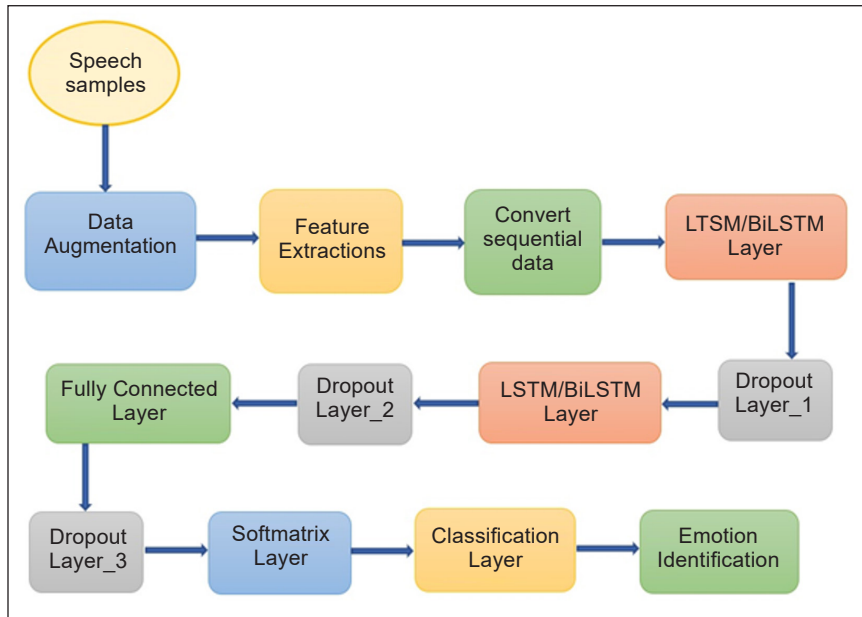 Speech
samples
Data
Augmentation
Feature
Extractions
Convert
sequential
data
LTSM/BiLSTM
Layer
Dropout
Layer_1
LSTM/BiLSTM
Layer
Dropout
Layer_2
Fully Connected
Layer
Dropout
Layer_3
Softmatrix
Layer
Classification
Layer
Emotion
Identification